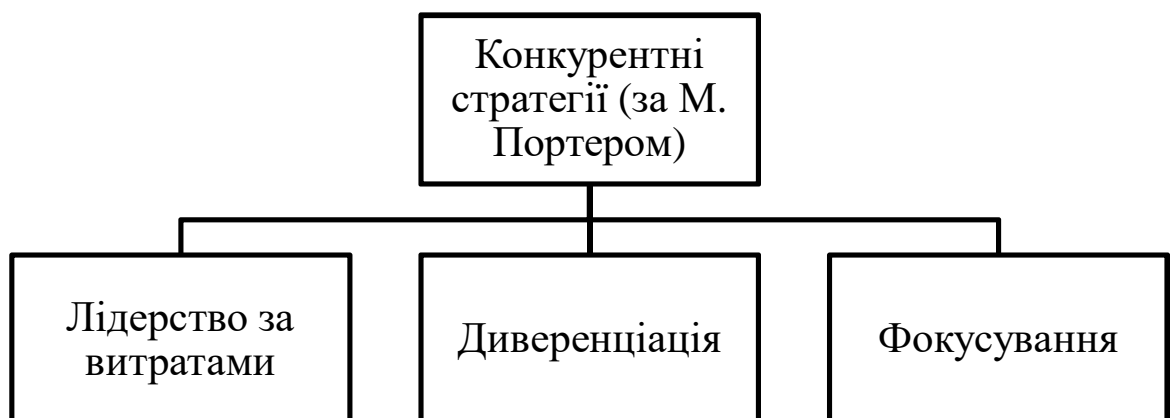 Конкурентні
стратегії (за М.
Портером)
Лідерство за
витратами
Диверенціація
Фокусування